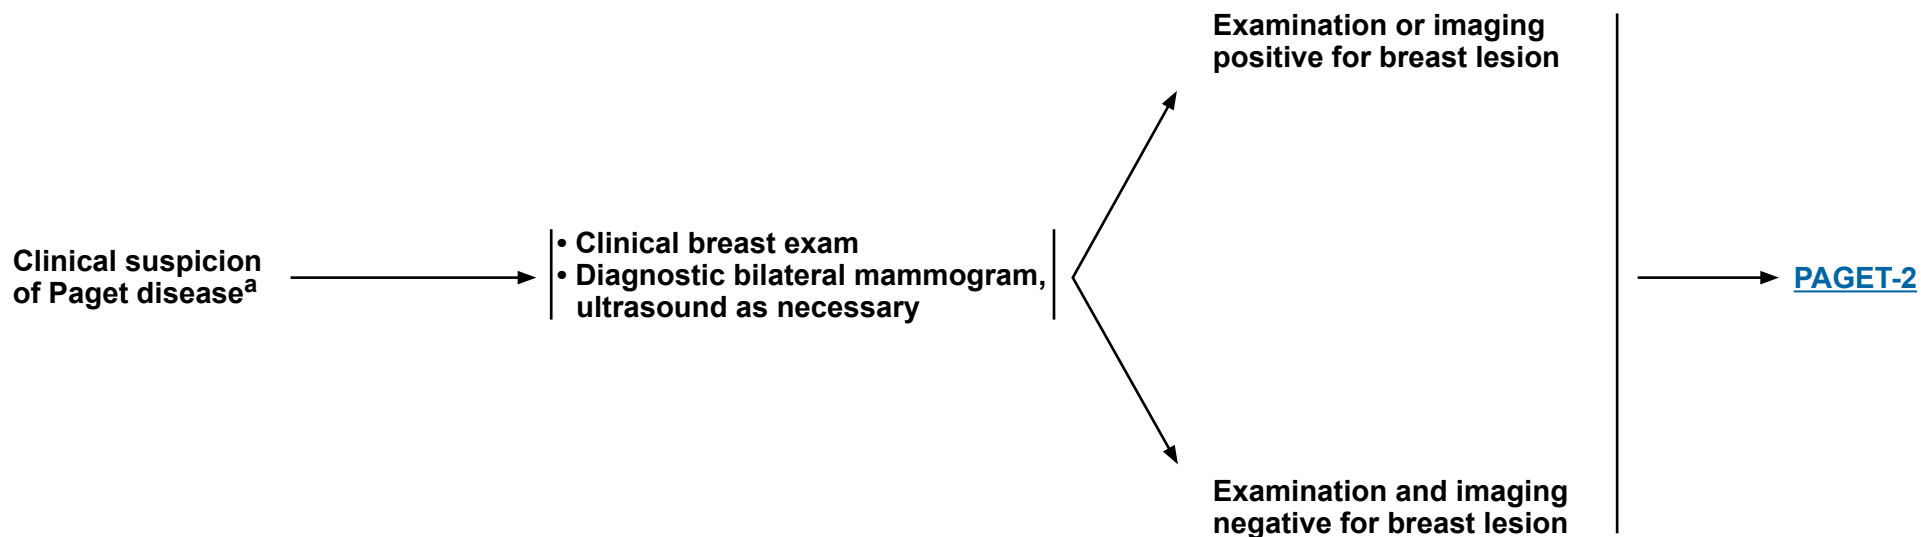 Clinical suspicion
of Paget diseaseᵃ
• Clinical breast exam
• Diagnostic bilateral mammogram,
ultrasound as necessary
Examination or imaging
positive for breast lesion
Examination and imaging
negative for breast lesion
PAGET-2